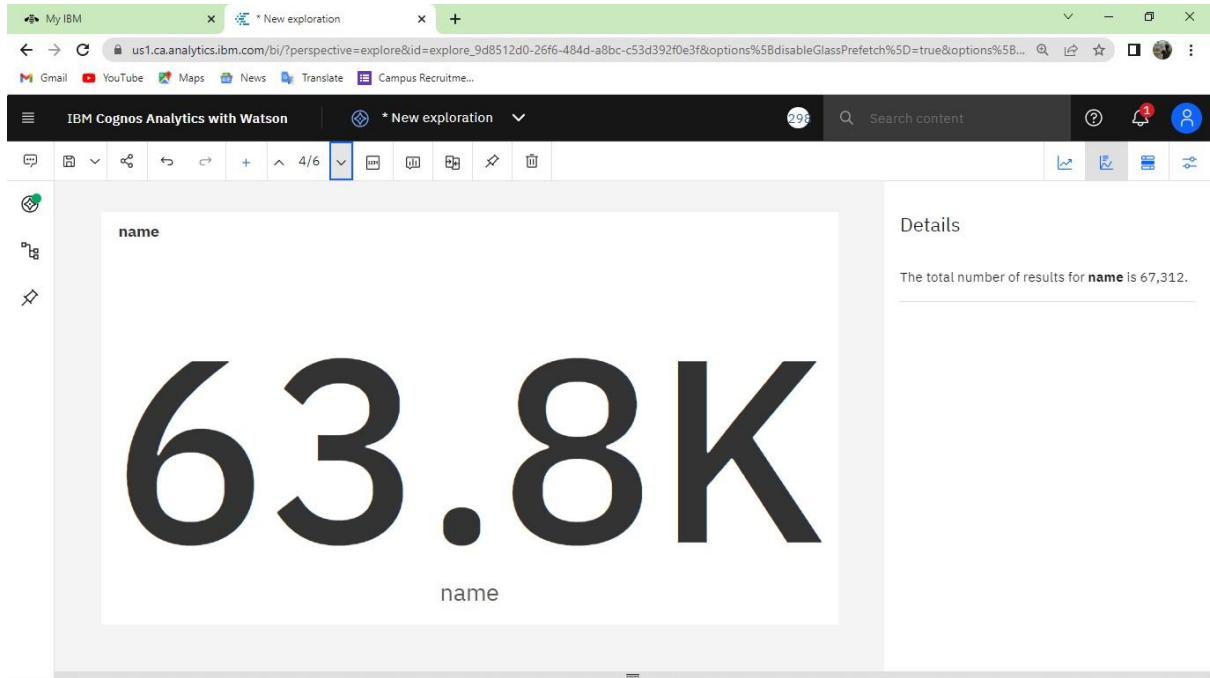 My IBM
* New exploration
us1.ca.analytics.ibm.com/bi/?perspective=explore&id=explore_9d8512d0-26f6-484d-a8bc-c53d392f0e3f&options%5BdisableGlassPrefetch%5D=true&options%5B...
Gmail YouTube Maps News Translate Campus Recruitme...
IBM Cognos Analytics with Watson * New exploration 298 Search content 1
4/6
name
63.8K
name
Details
The total number of results for name is 67,312.